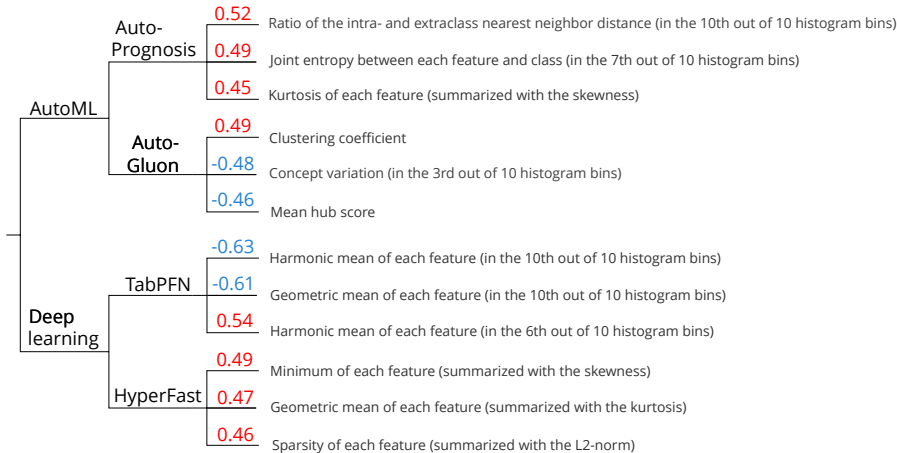 AutoML
Auto-
Prognosis
0.52 Ratio of the intra- and extraclass nearest neighbor distance (in the 10th out of 10 histogram bins)
0.49 Joint entropy between each feature and class (in the 7th out of 10 histogram bins)
0.45 Kurtosis of each feature (summarized with the skewness)
Auto-
Gluon
0.49 Clustering coefficient
-0.48 Concept variation (in the 3rd out of 10 histogram bins)
-0.46 Mean hub score
Deep
learning
TabPFN
-0.63 Harmonic mean of each feature (in the 10th out of 10 histogram bins)
-0.61 Geometric mean of each feature (in the 10th out of 10 histogram bins)
0.54 Harmonic mean of each feature (in the 6th out of 10 histogram bins)
HyperFast
0.49 Minimum of each feature (summarized with the skewness)
0.47 Geometric mean of each feature (summarized with the kurtosis)
0.46 Sparsity of each feature (summarized with the L2-norm)